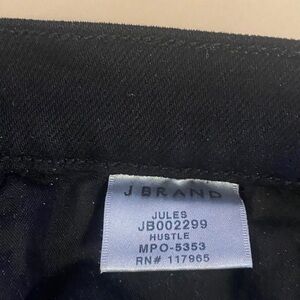 J BRAND
JULES
JB002299
HUSTLE
MPO-5353
RN# 117965